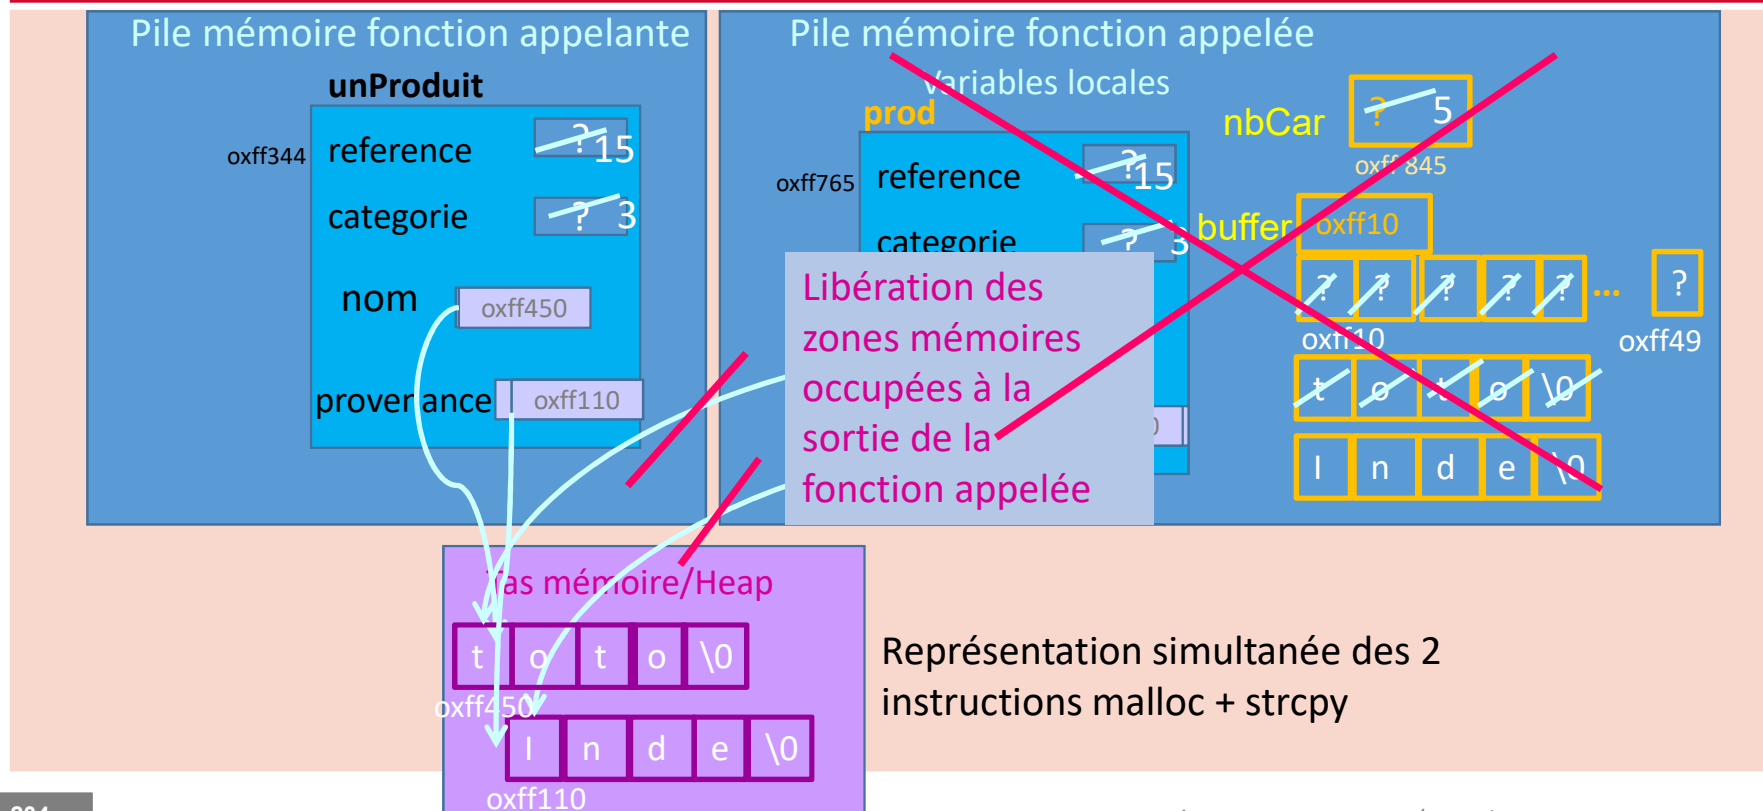 Pile mémoire fonction appelante
unProduit
oxff344
reference
?
15
categorie
?
3
nom
oxff450
provenance
oxff110
Pile mémoire fonction appelée
Variables locales
prod
oxff765
reference
?
15
categorie
?
3
nbCar
?
5
oxff845
buffer
oxff10
? ? ? ? ? ... ?
oxff10
oxff49
t o t o \0
I n d e \0
Libération des
zones mémoires
occupées à la
sortie de la
fonction appelée
Tas mémoire/Heap
t o t o \0
oxff450
I n d e \0
oxff110
Représentation simultanée des 2
instructions malloc + strcpy